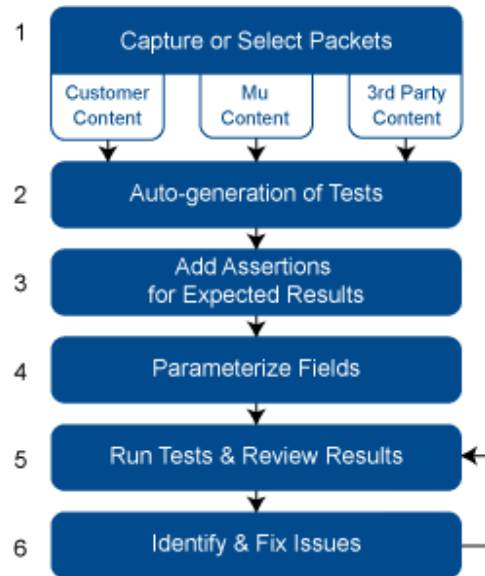 1
Capture or Select Packets
Customer Content
Mu Content
3rd Party Content
2
Auto-generation of Tests
3
Add Assertions
for Expected Results
4
Parameterize Fields
5
Run Tests & Review Results
6
Identify & Fix Issues